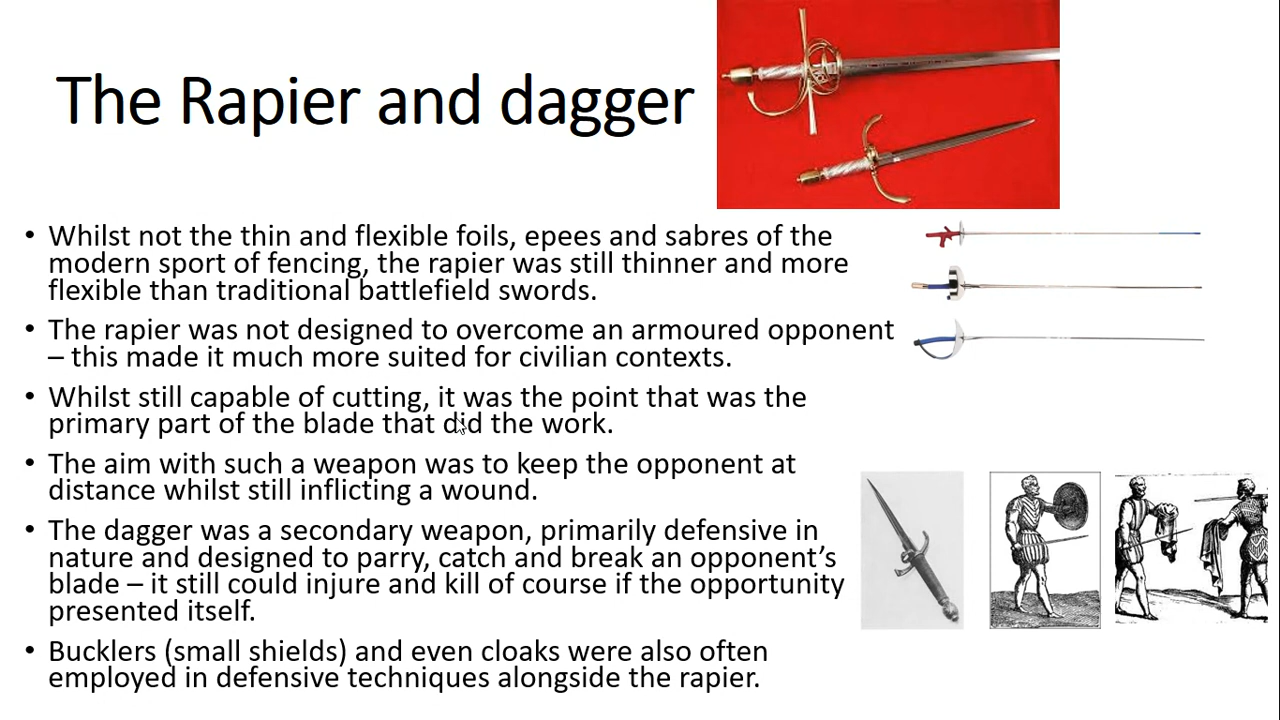 The Rapier and dagger
• Whilst not the thin and flexible foils, epees and sabres of the
modern sport of fencing, the rapier was still thinner and more
flexible than traditional battlefield swords.
• The rapier was not designed to overcome an armoured opponent
– this made it much more suited for civilian contexts.
• Whilst still capable of cutting, it was the point that was the
primary part of the blade that did the work.
• The aim with such a weapon was to keep the opponent at
distance whilst still inflicting a wound.
• The dagger was a secondary weapon, primarily defensive in
nature and designed to parry, catch and break an opponent’s
blade – it still could injure and kill of course if the opportunity
presented itself.
• Bucklers (small shields) and even cloaks were also often
employed in defensive techniques alongside the rapier.